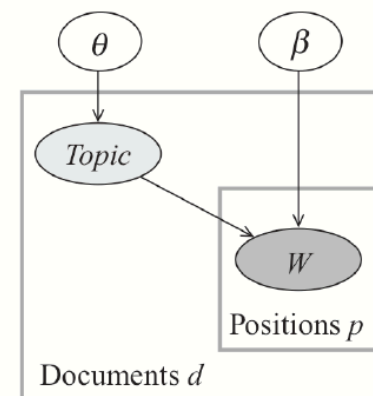 θ
β
Topic
W
Positions p
Documents d